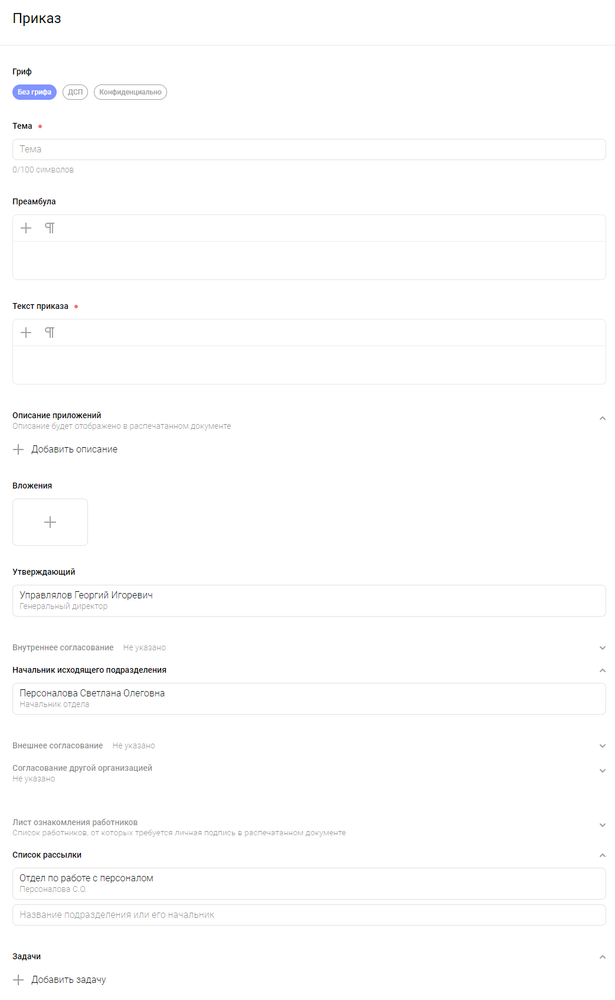 Приказ
Гриф
Без грифа ДСП Конфиденциально
Тема
Тема
0/100 символов
Преамбула
Текст приказа
Описание приложений
Описание будет отображено в распечатанном документе
Добавить описание
Вложения
Утверждающий
Управлялов Георгий Игоревич
Генеральный директор
Внутреннее согласование Не указано
Начальник исходящего подразделения
Персоналова Светлана Олеговна
Начальник отдела
Внешнее согласование Не указано
Согласование другой организацией
Не указано
Лист ознакомления работников
Список работников, от которых требуется личная подпись в распечатанном документе
Список рассылки
Отдел по работе с персоналом
Персоналова С.О.
Название подразделения или его начальник
Задачи
Добавить задачу